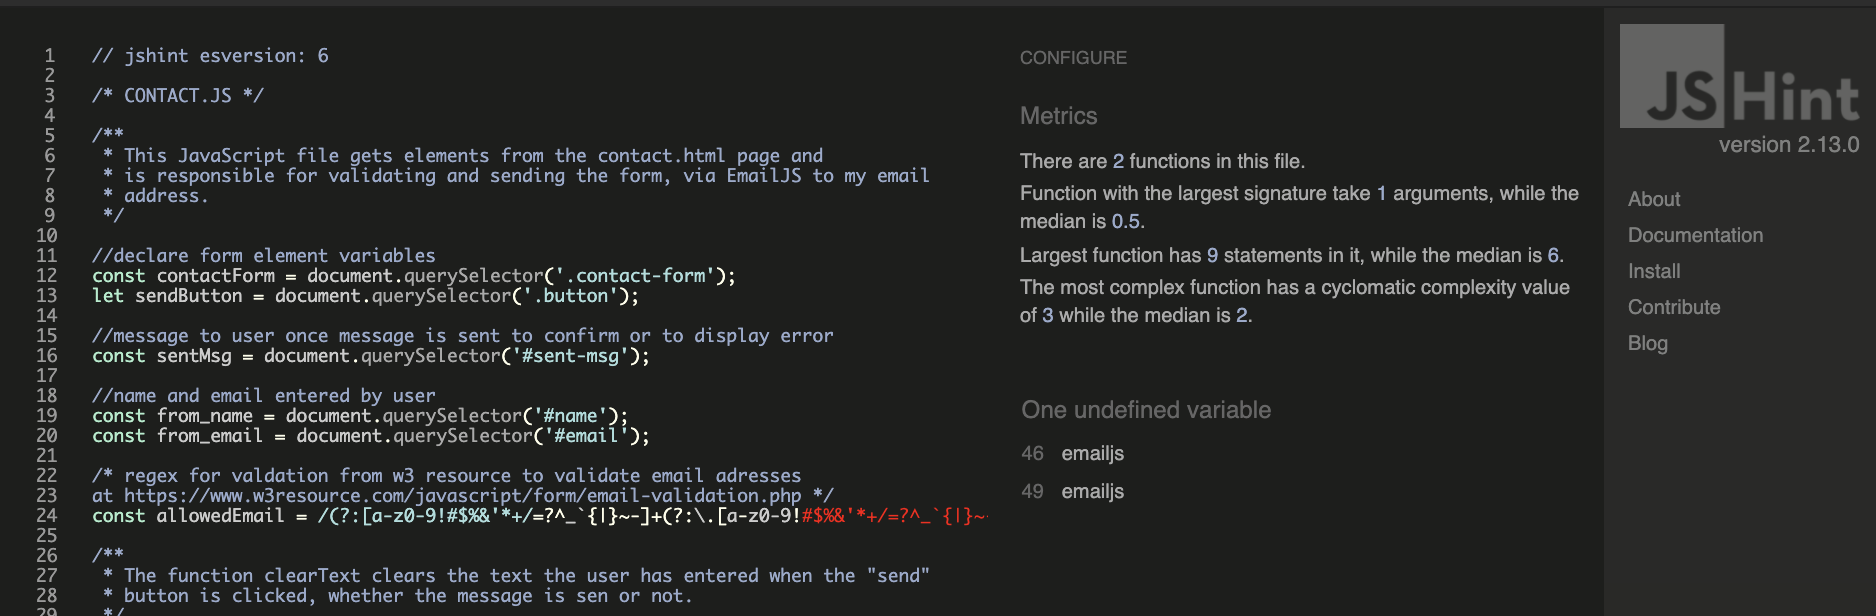 1 // jshint esversion: 6
2
3 /* CONTACT.JS */
4
5 /**
6 * This JavaScript file gets elements from the contact.html page and
7 * is responsible for validating and sending the form, via EmailJS to my email
8 * address.
9 */
10
11 //declare form element variables
12 const contactForm = document.querySelector('.contact-form');
13 let sendButton = document.querySelector('.button');
14
15 //message to user once message is sent to confirm or to display error
16 const sentMsg = document.querySelector('#sent-msg');
17
18 //name and email entered by user
19 const from_name = document.querySelector('#name');
20 const from_email = document.querySelector('#email');
21
22 /* regex for valdation from w3 resource to validate email adresses
23 at https://www.w3resource.com/javascript/form/email-validation.php */
24 const allowedEmail = /(?:[a-z0-9!#$%&'*+/=?^_`{|}~-]+(?:\.[a-z0-9!#$%&'*+/=?^_`{|}~-
25
26 /**
27 * The function clearText clears the text the user has entered when the "send"
28 * button is clicked, whether the message is sen or not.
29 */
CONFIGURE
Metrics
There are 2 functions in this file.
Function with the largest signature take 1 arguments, while the
median is 0.5.
Largest function has 9 statements in it, while the median is 6.
The most complex function has a cyclomatic complexity value
of 3 while the median is 2.
One undefined variable
46 emailjs
49 emailjs
JSHint
version 2.13.0
About
Documentation
Install
Contribute
Blog